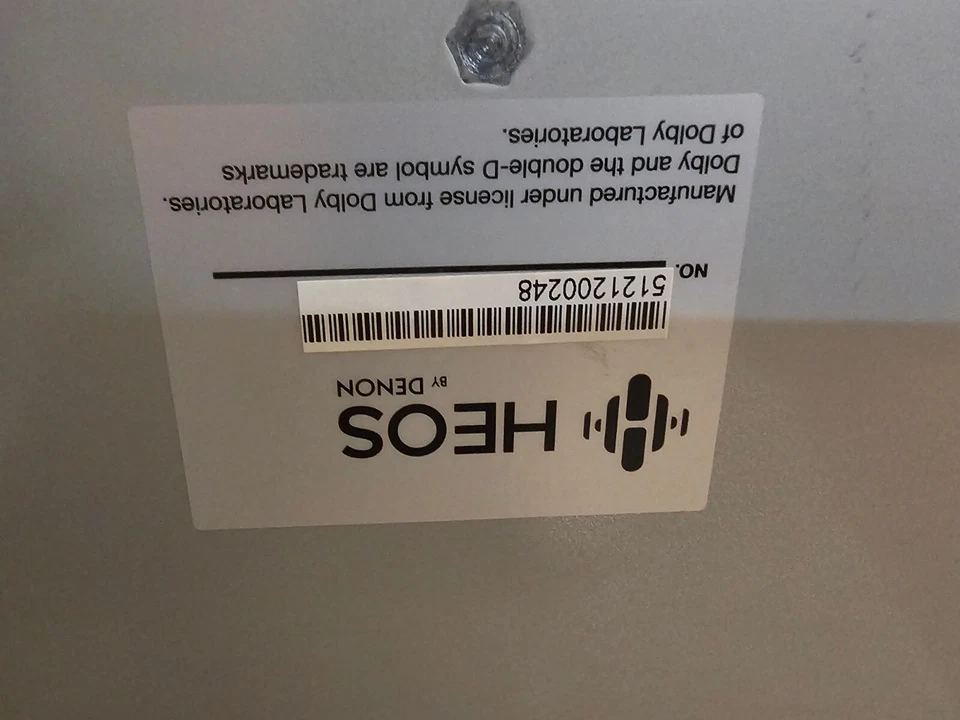 HEOS
BY DENON
5121200248
NO.
Manufactured under license from Dolby Laboratories.
Dolby and the double-D symbol are trademarks
of Dolby Laboratories.